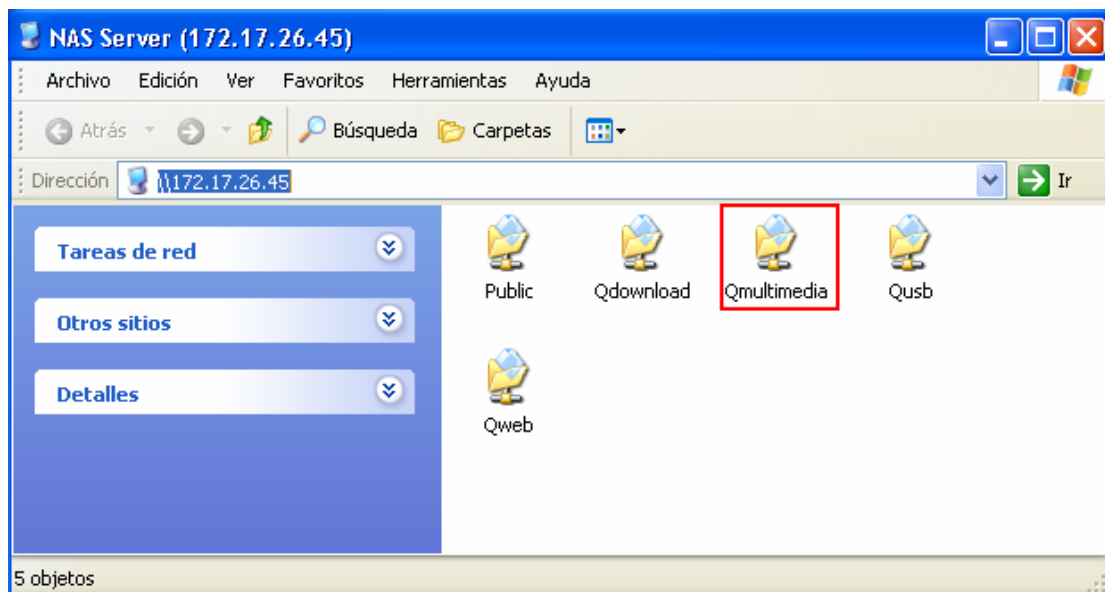 NAS Server (172.17.26.45)
Archivo Edición Ver Favoritos Herramientas Ayuda
Atrás Búsqueda Carpetas
Dirección \\172.17.26.45 Ir
Tareas de red
Otros sitios
Detalles
Public Qdownload Qmultimedia Qusb
Qweb
5 objetos